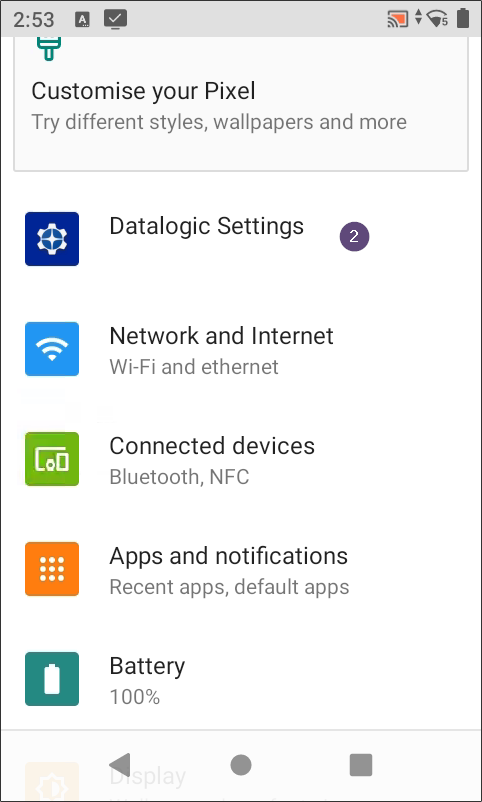 2:53
A
5
Customise your Pixel
Try different styles, wallpapers and more
Datalogic Settings
2
Network and Internet
Wi-Fi and ethernet
Connected devices
Bluetooth, NFC
Apps and notifications
Recent apps, default apps
Battery
100%
Display